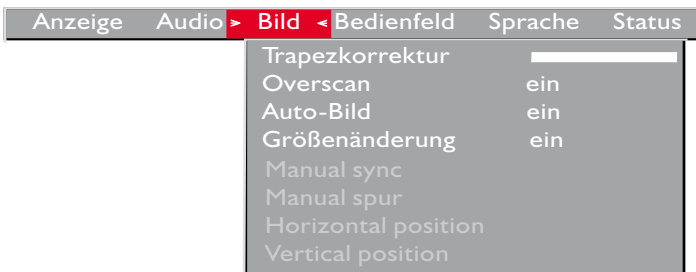 Anzeige Audio > Bild < Bedienfeld Sprache Status
Trapezkorrektur
Overscan ein
Auto-Bild ein
Größenänderung ein
Manual sync
Manual spur
Horizontal position
Vertical position